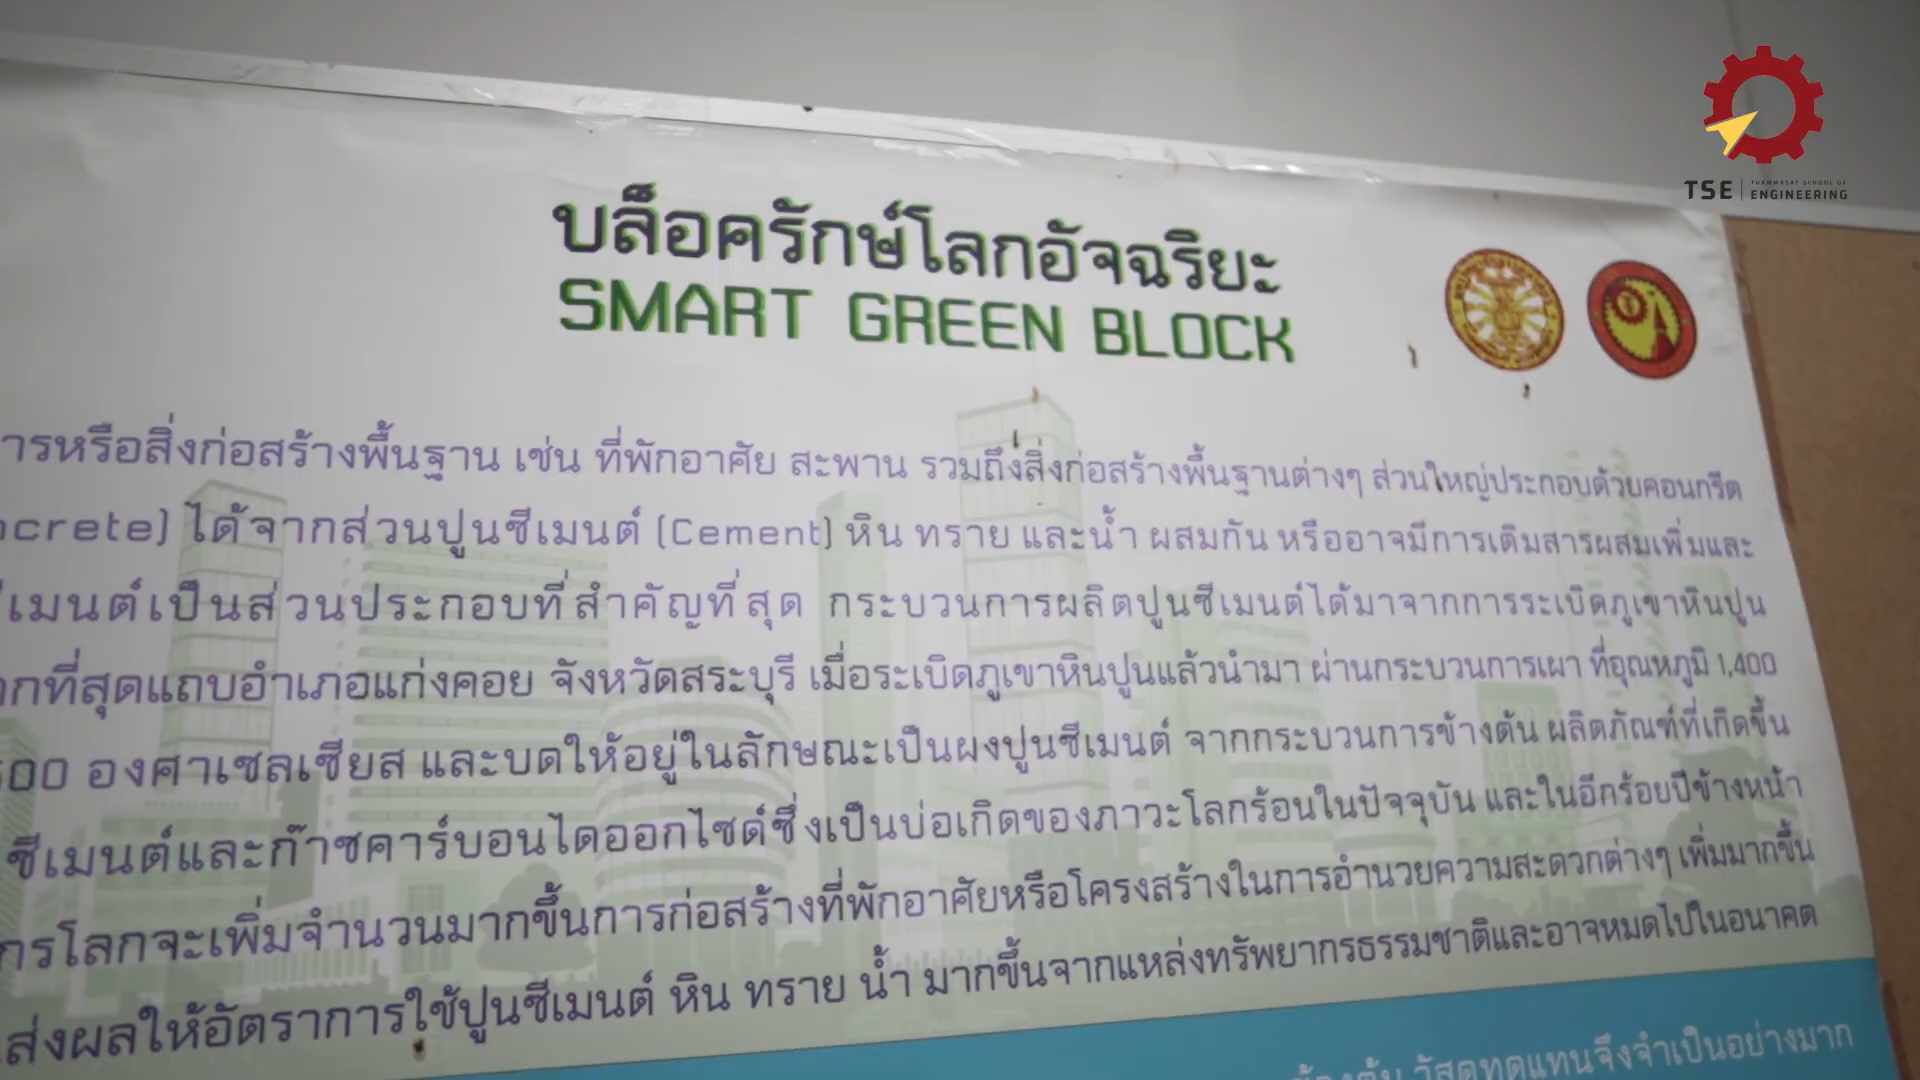 TSE THAMMASAT SCHOOL OF ENGINEERING
บล็อครักษ์โลกอัจฉริยะ
SMART GREEN BLOCK
ารหรือสิ่งก่อสร้างพื้นฐาน เช่น ที่พักอาศัย สะพาน รวมถึงสิ่งก่อสร้างพื้นฐานต่างๆ ส่วนใหญ่ประกอบด้วยคอนกรีต
ncrete) ได้จากส่วนปูนซีเมนต์ (Cement) หิน ทราย และน้ำ ผสมกัน หรืออาจมีการเติมสารผสมเพิ่มและ
ีเมนต์เป็นส่วนประกอบที่สำคัญที่สุด กระบวนการผลิตปูนซีเมนต์ได้มาจากการระเบิดภูเขาหินปูน
ากที่สุดแถบอำเภอแก่งคอย จังหวัดสระบุรี เมื่อระเบิดภูเขาหินปูนแล้วนำมา ผ่านกระบวนการเผา ที่อุณหภูมิ 1,400
500 องศาเซลเซียส และบดให้อยู่ในลักษณะเป็นผงปูนซีเมนต์ จากกระบวนการข้างต้น ผลิตภัณฑ์ที่เกิดขึ้น
ซีเมนต์และก๊าซคาร์บอนไดออกไซด์ซึ่งเป็นบ่อเกิดของภาวะโลกร้อนในปัจจุบัน และในอีกร้อยปีข้างหน้า
กรโลกจะเพิ่มจำนวนมากขึ้นการก่อสร้างที่พักอาศัยหรือโครงสร้างในการอำนวยความสะดวกต่างๆ เพิ่มมากขึ้น
ส่งผลให้อัตราการใช้ปูนซีเมนต์ หิน ทราย น้ำ มากขึ้นจากแหล่งทรัพยากรธรรมชาติและอาจหมดไปในอนาคต
วัสดุทดแทนจึงจำเป็นอย่างมาก